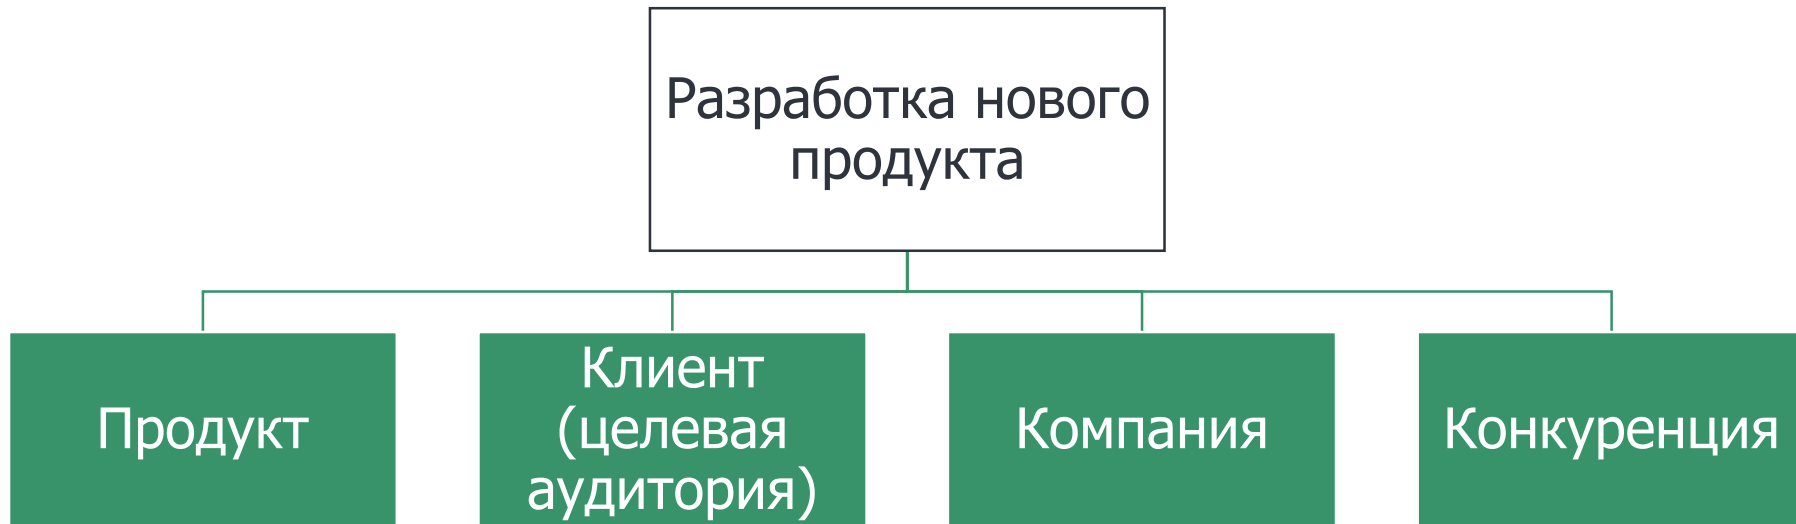 Разработка нового
продукта
Продукт
Клиент
(целевая
аудитория)
Компания
Конкуренция